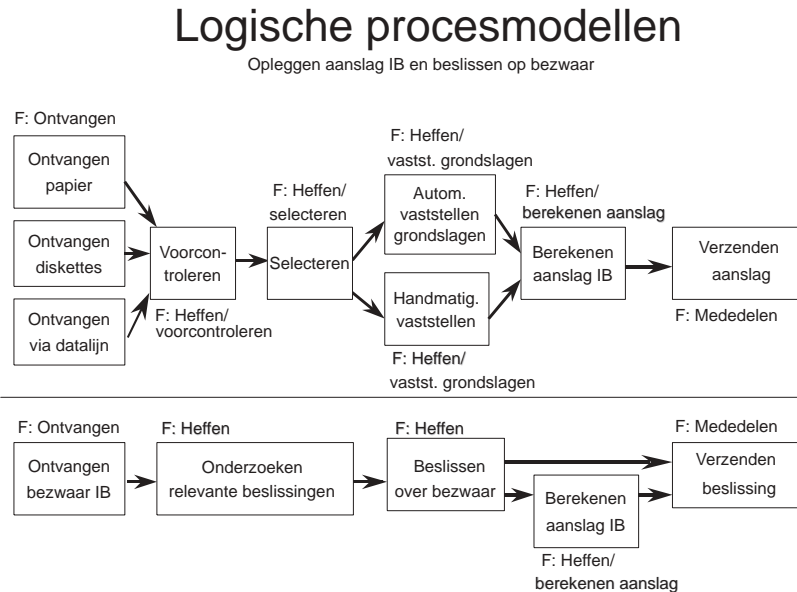 Logische procesmodellen
Opleggen aanslag IB en beslissen op bezwaar
F: Ontvangen
Ontvangen
papier
Ontvangen
diskettes
Ontvangen
via datalijn
Voorcon-
troleren
F: Heffen/
voorcontroleren
F: Heffen/
selecteren
Selecteren
F: Heffen/
vastst. grondslagen
Autom.
vaststellen
grondslagen
Handmatig.
vaststellen
F: Heffen/
vastst. grondslagen
F: Heffen/
berekenen aanslag
Berekenen
aanslag IB
Verzenden
aanslag
F: Mededelen
F: Ontvangen
Ontvangen
bezwaar IB
F: Heffen
Onderzoeken
relevante beslissingen
F: Heffen
Beslissen
over bezwaar
Berekenen
aanslag IB
F: Heffen/
berekenen aanslag
F: Mededelen
Verzenden
beslissing